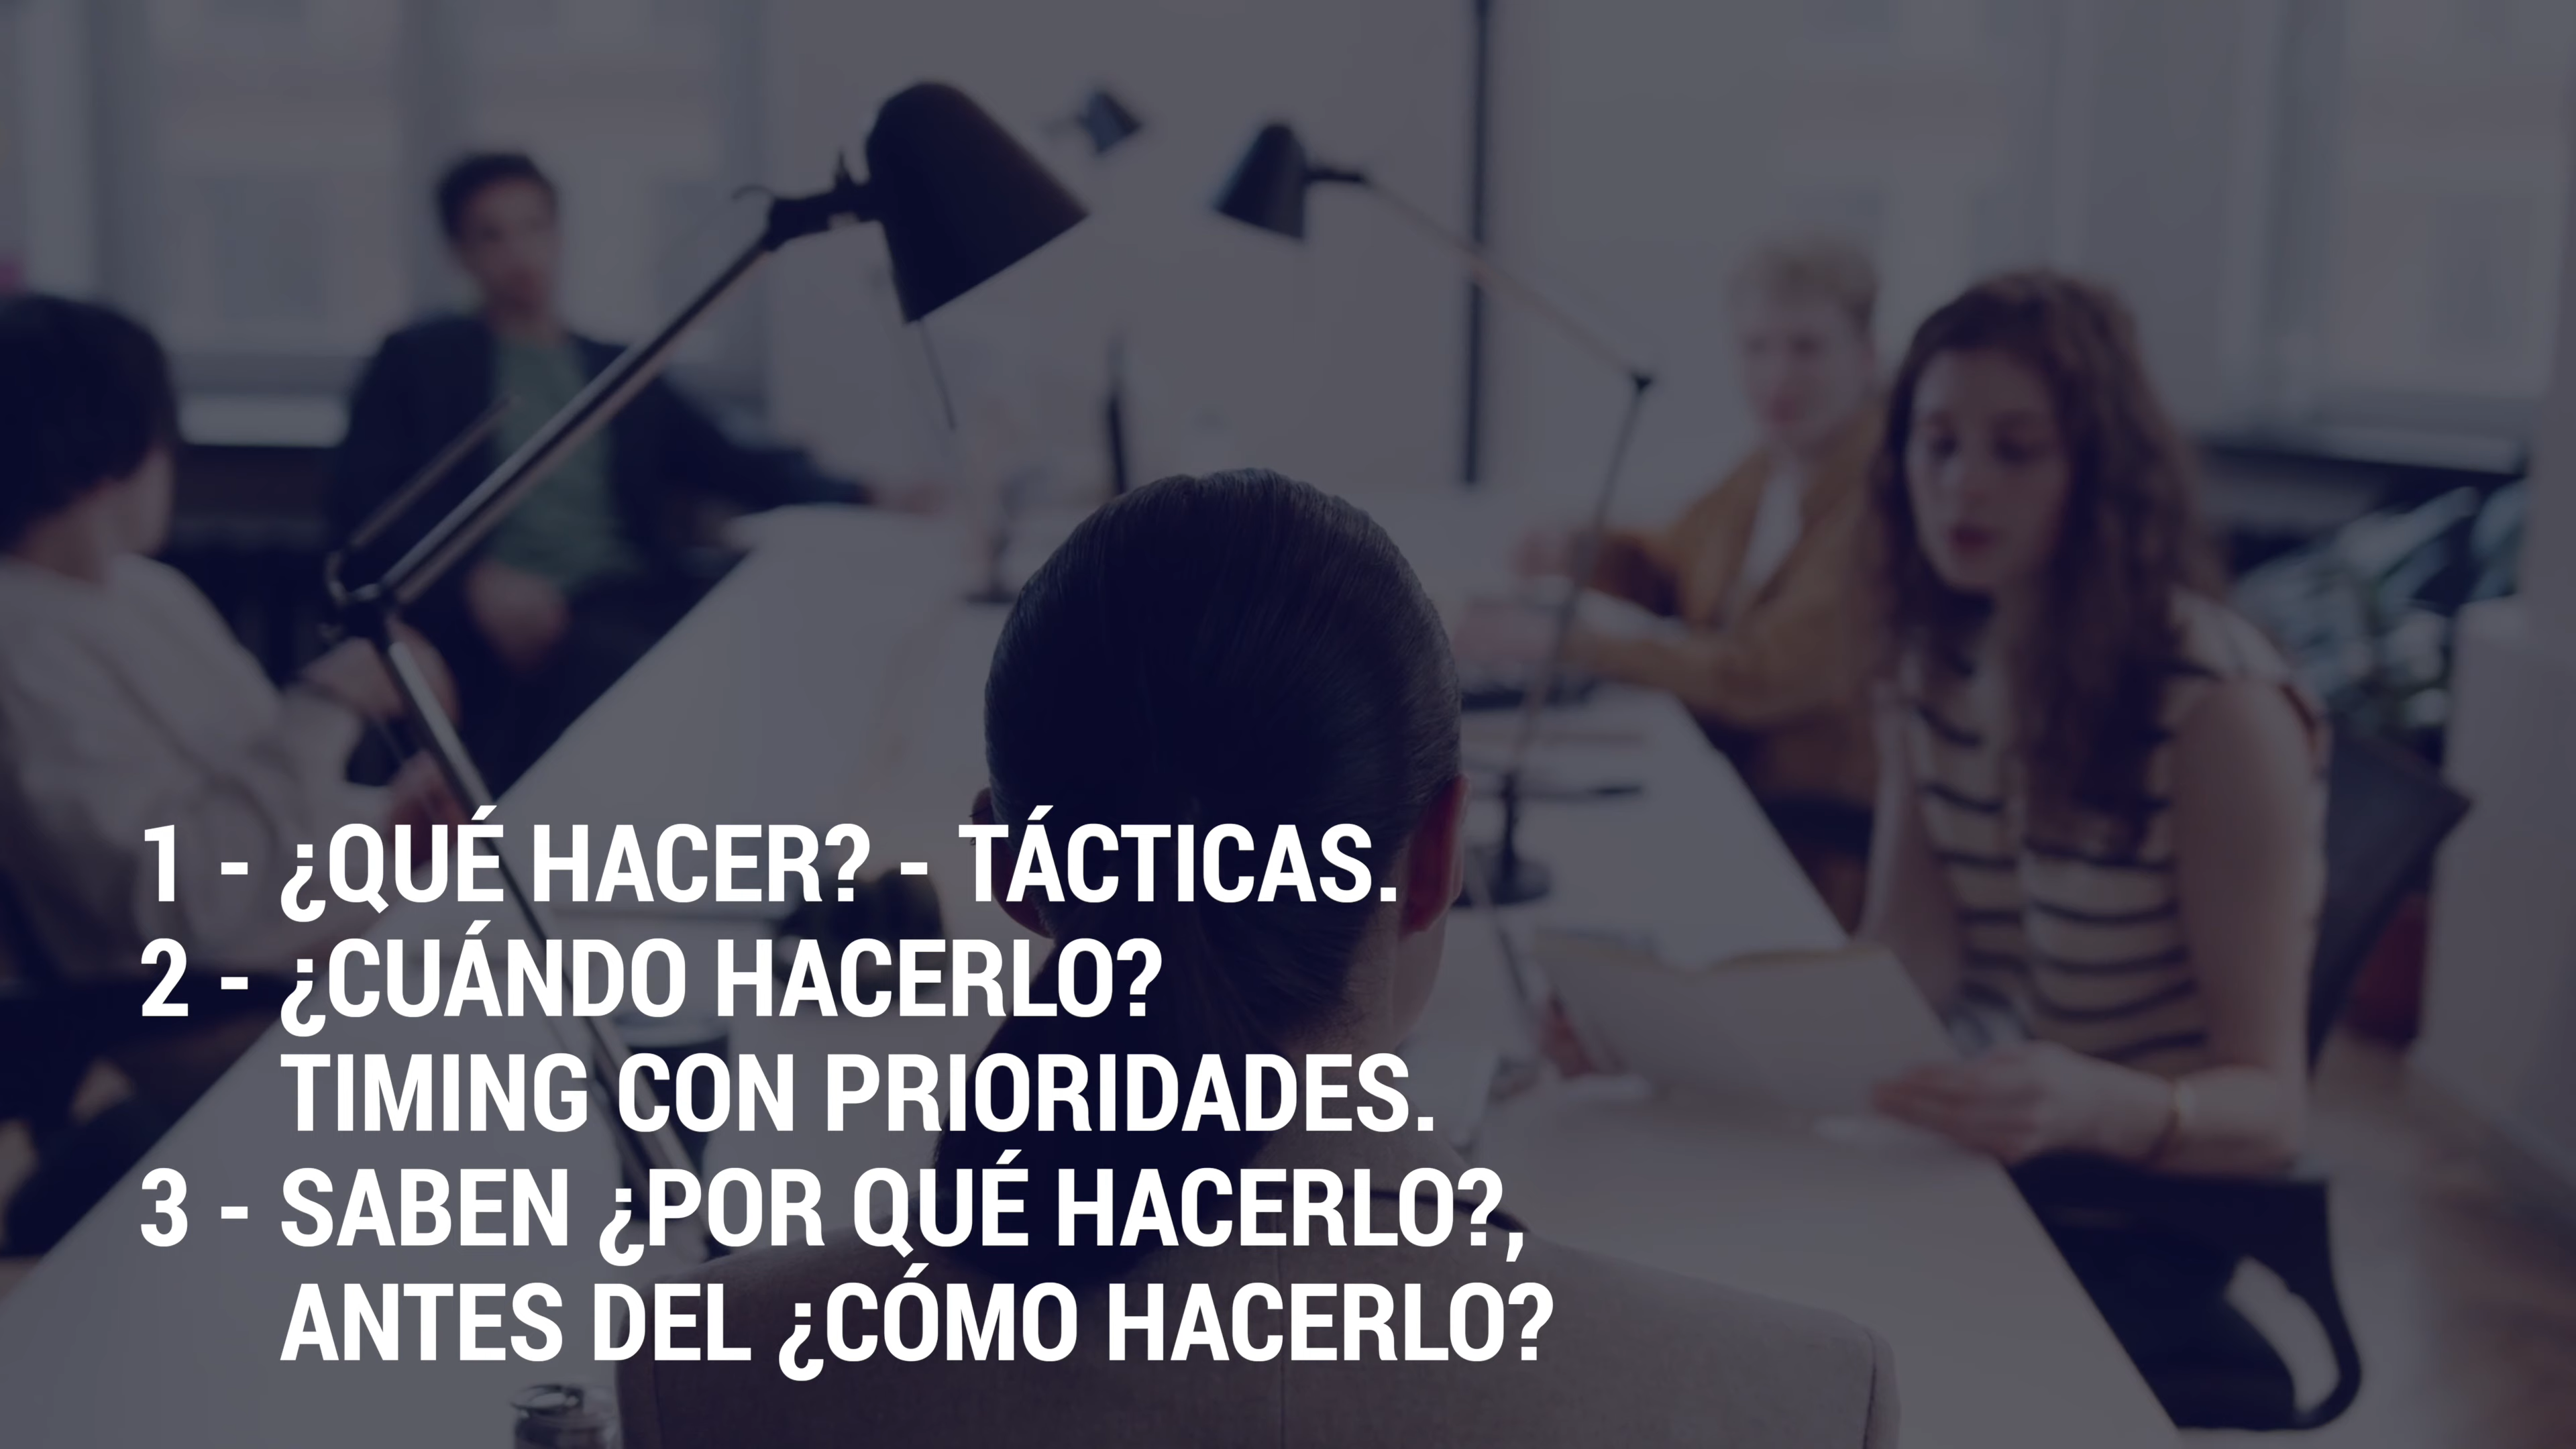 1 - ¿QUÉ HACER? - TÁCTICAS.
2 - ¿CUÁNDO HACERLO?
TIMING CON PRIORIDADES.
3 - SABEN ¿POR QUÉ HACERLO?,
ANTES DEL ¿CÓMO HACERLO?